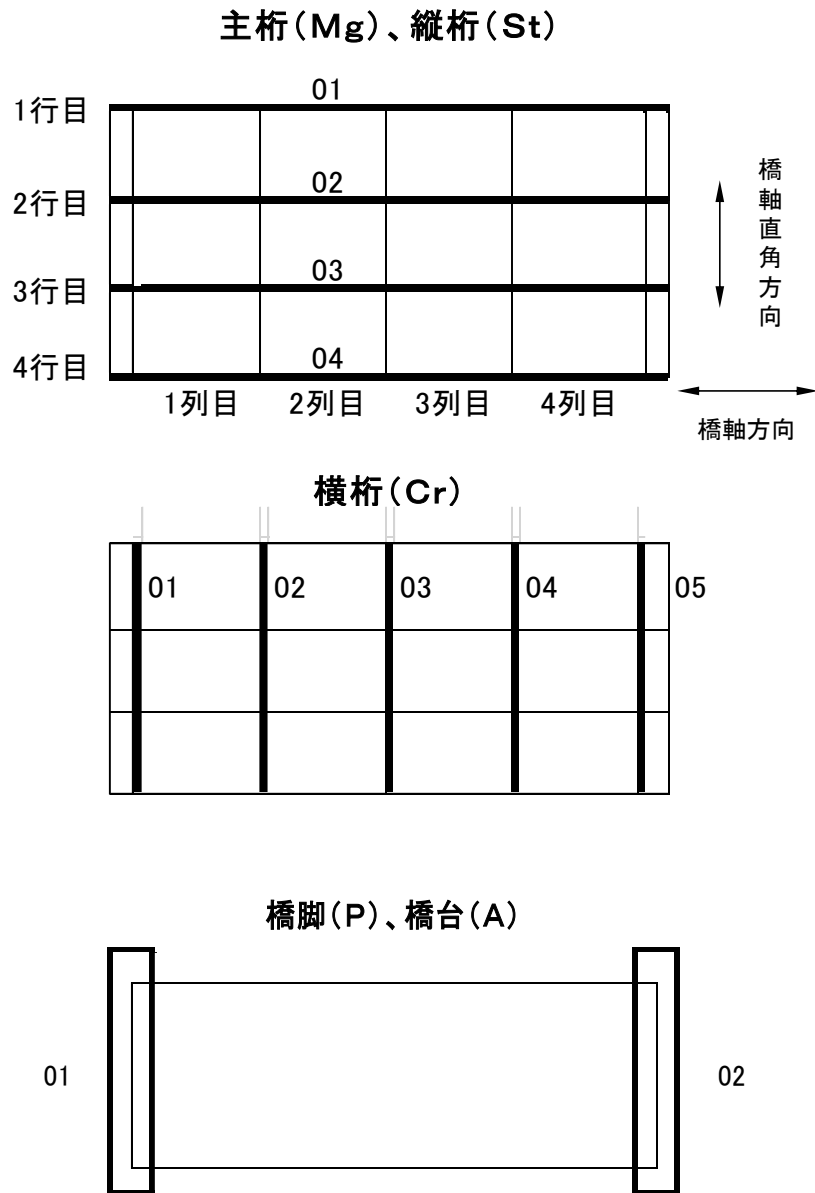 主桁(Mg)、縦桁(St)
01
1行目
02
2行目
03
3行目
04
4行目
1列目 2列目 3列目 4列目
橋軸直角方向
橋軸方向
横桁(Cr)
01 02 03 04 05
橋脚(P)、橋台(A)
01 02